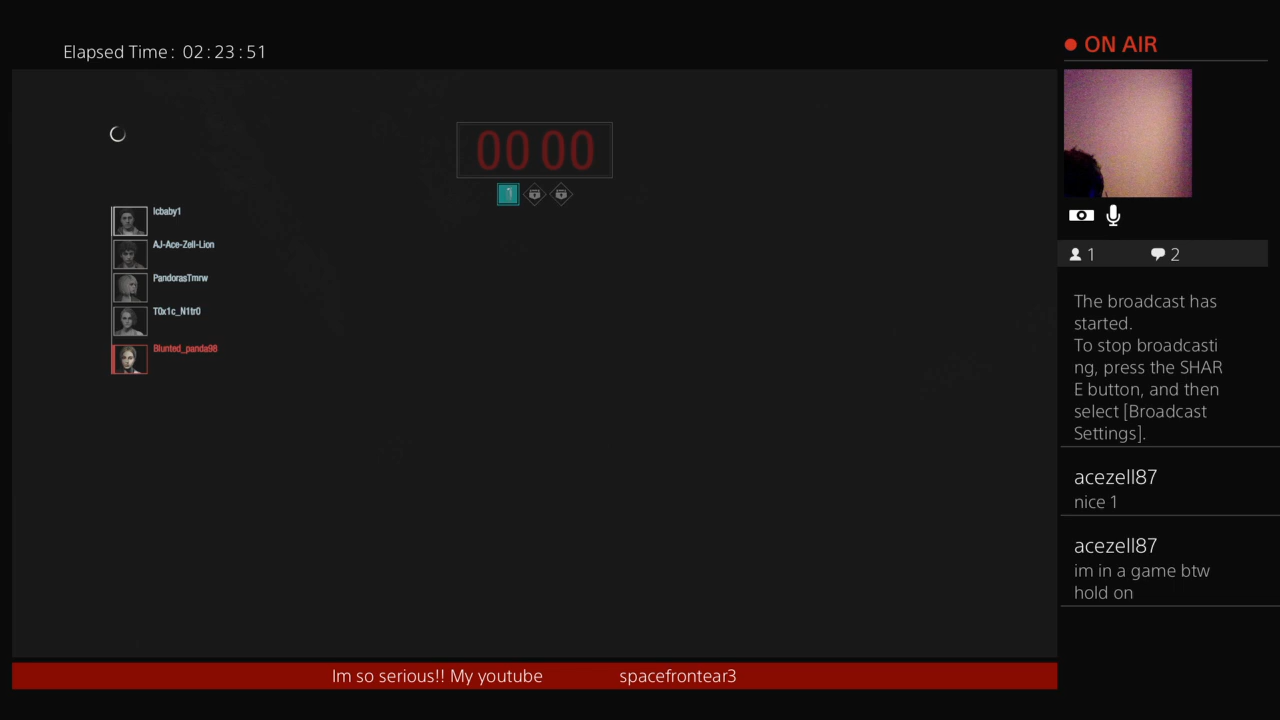 Elapsed Time: 02:23:51
ON AIR
00 00
1
lcbaby1
AJ-Ace-Zell-Lion
PandorasTmrw
T0x1c_N1tr0
Blunted_panda98
1 2
The broadcast has
started.
To stop broadcasti
ng, press the SHAR
E button, and then
select [Broadcast
Settings].
acezell87
nice 1
acezell87
im in a game btw
hold on
Im so serious!! My youtube spacefrontear3